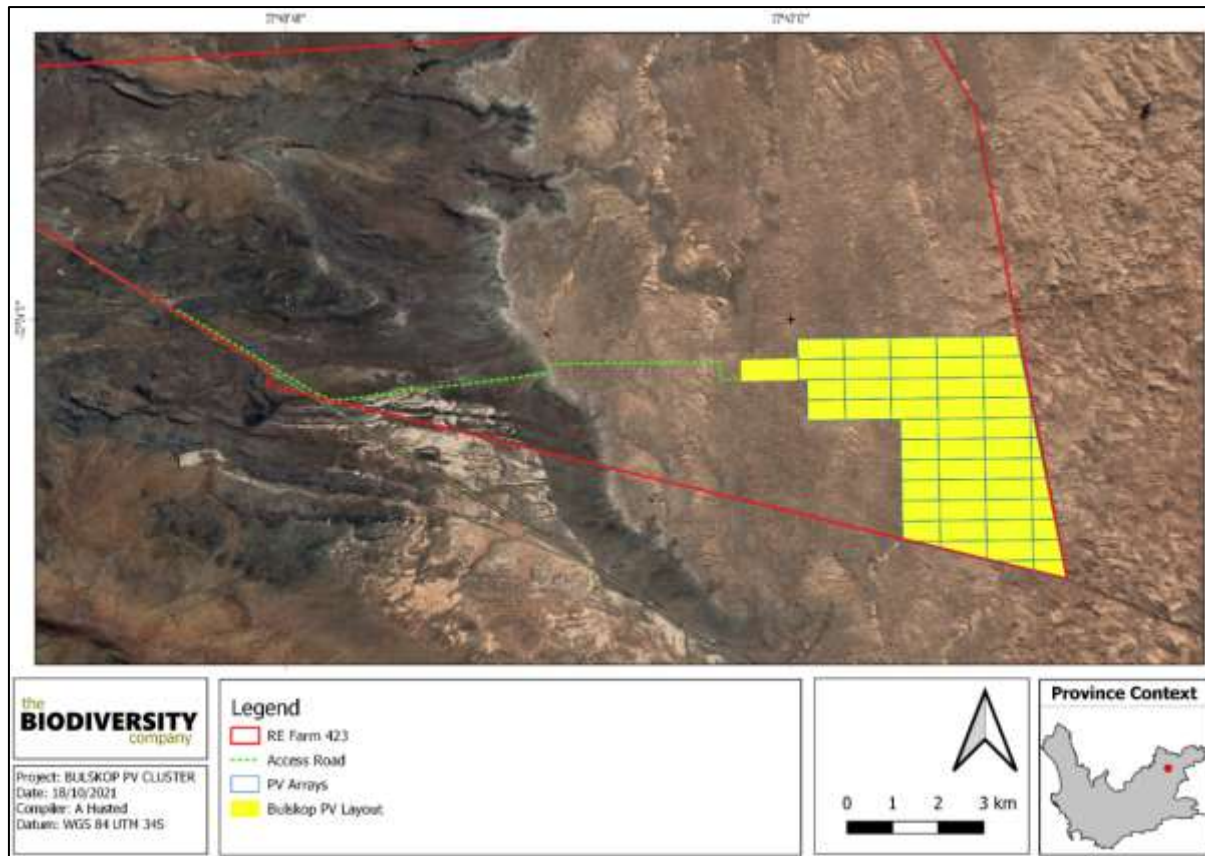 the
BIODIVERSITY
company
Project: BULSKOP PV CLUSTER
Date: 18/10/2021
Compiler: A Husted
Datum: WGS 84 UTM 34S
Legend
RE Farm 423
Access Road
PV Arrays
Bulskop PV Layout
0 1 2 3 km
Province Context